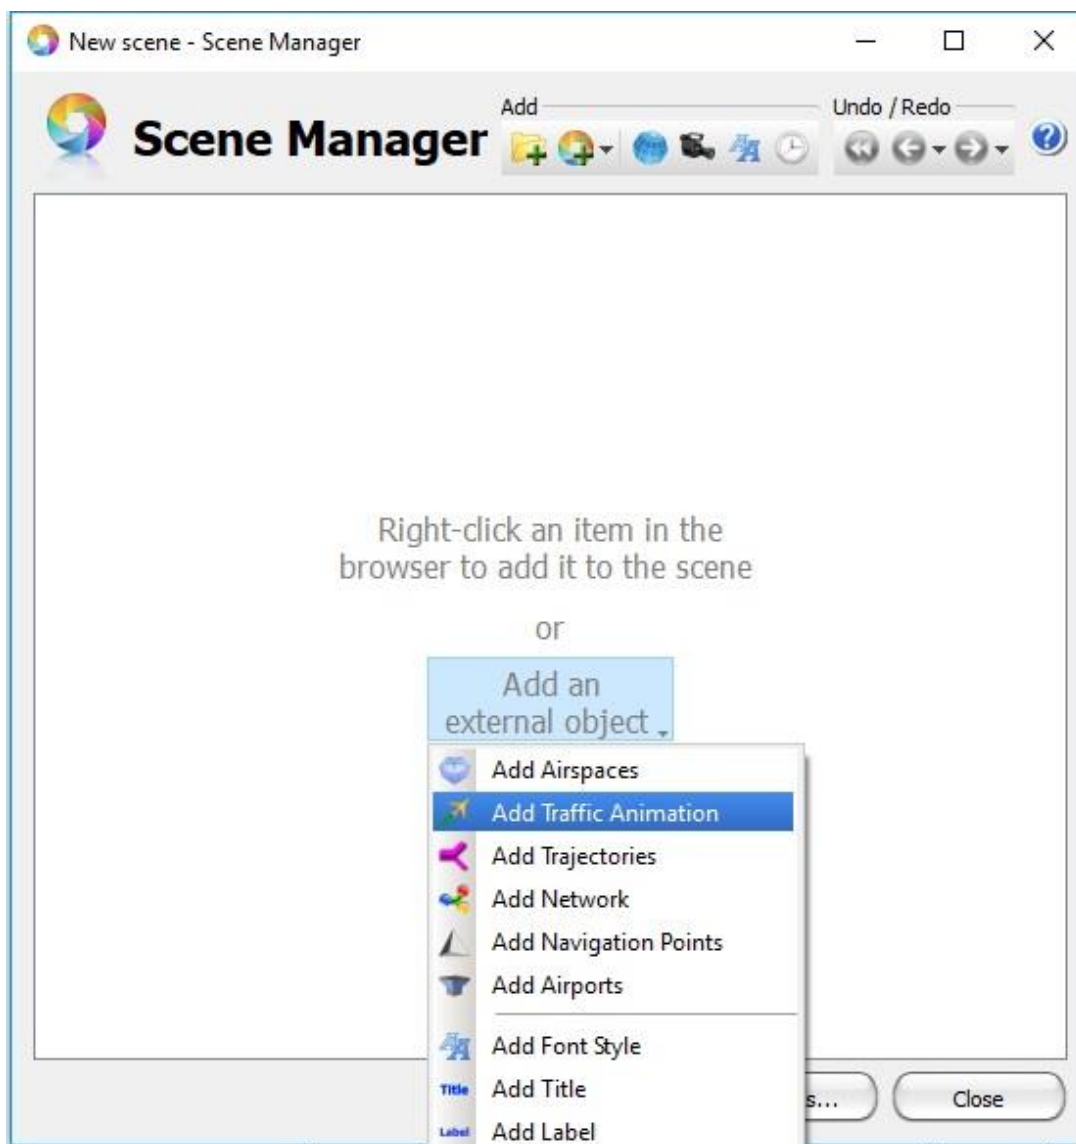 New scene - Scene Manager
Scene Manager
Add
Undo / Redo
Right-click an item in the
browser to add it to the scene
or
Add an
external object
Add Airspaces
Add Traffic Animation
Add Trajectories
Add Network
Add Navigation Points
Add Airports
Add Font Style
Title Add Title
Label Add Label
s...
Close